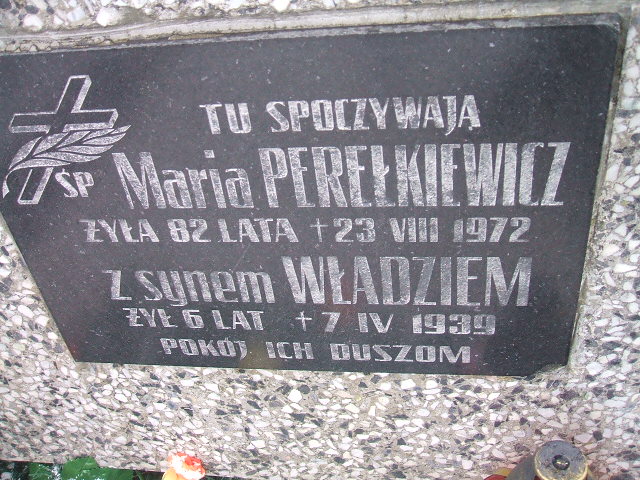 TU SPOCZYWAJĄ
ŚP Maria PEREŁKIEWICZ
ŻYŁA 82 LATA + 23 VIII 1972
z synem WŁADZIEM
ŻYŁ 6 LAT + 7 IV 1939
POKÓJ ICH DUSZOM